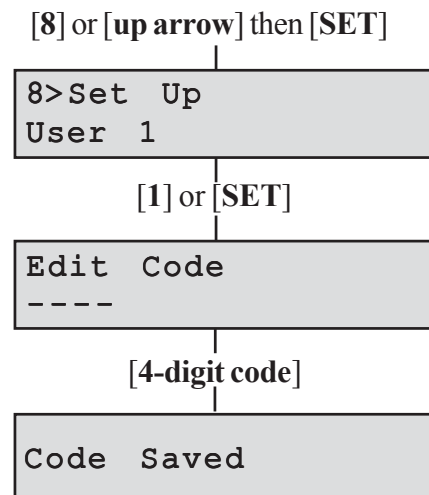 [8] or [up arrow] then [SET]
8>Set Up
User 1
[1] or [SET]
Edit Code
----
[4-digit code]
Code Saved